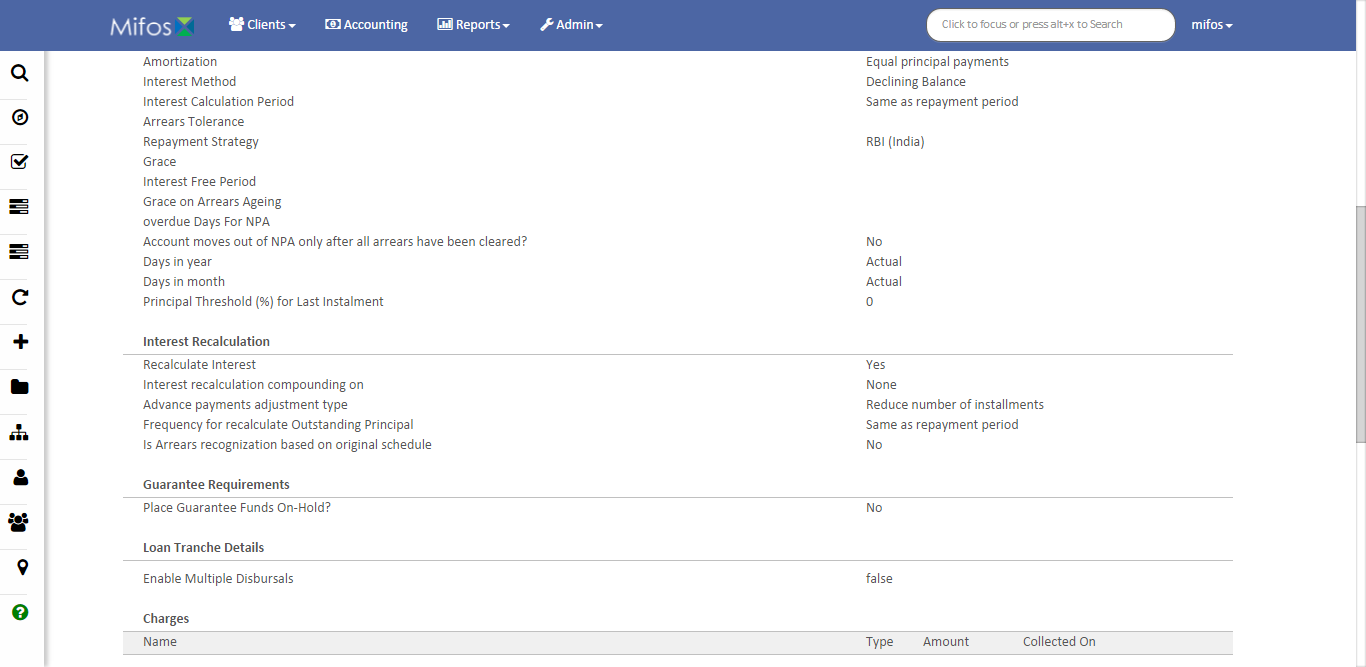 Mifos Clients Accounting Reports Admin Click to focus or press alt+x to Search mifos
Amortization Equal principal payments
Interest Method Declining Balance
Interest Calculation Period Same as repayment period
Arrears Tolerance
Repayment Strategy RBI (India)
Grace
Interest Free Period
Grace on Arrears Ageing
overdue Days For NPA
Account moves out of NPA only after all arrears have been cleared? No
Days in year Actual
Days in month Actual
Principal Threshold (%) for Last Instalment 0
Interest Recalculation
Recalculate Interest Yes
Interest recalculation compounding on None
Advance payments adjustment type Reduce number of installments
Frequency for recalculate Outstanding Principal Same as repayment period
Is Arrears recognization based on original schedule No
Guarantee Requirements
Place Guarantee Funds On-Hold? No
Loan Tranche Details
Enable Multiple Disbursals false
Charges
Name Type Amount Collected On